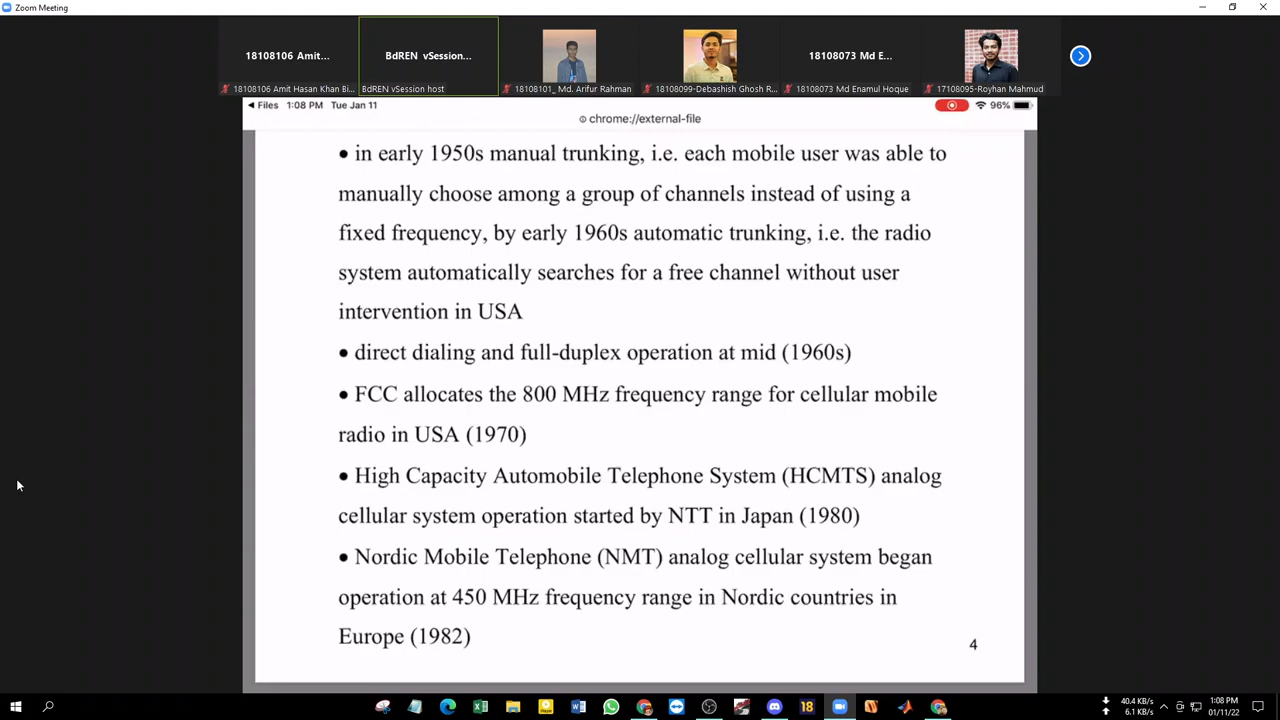 Zoom Meeting
18108106 Amit...
BdREN vSession...
18108073 Md E...
18108106 Amit Hasan Khan Bi...
BdREN vSession host
18108101_ Md. Arifur Rahman
18108099-Debashish Ghosh R...
18108073 Md Enamul Hoque
17108095-Royhan Mahmud
Files 1:08 PM Tue Jan 11
96%
chrome://external-file
• in early 1950s manual trunking, i.e. each mobile user was able to
manually choose among a group of channels instead of using a
fixed frequency, by early 1960s automatic trunking, i.e. the radio
system automatically searches for a free channel without user
intervention in USA
• direct dialing and full-duplex operation at mid (1960s)
• FCC allocates the 800 MHz frequency range for cellular mobile
radio in USA (1970)
• High Capacity Automobile Telephone System (HCMTS) analog
cellular system operation started by NTT in Japan (1980)
• Nordic Mobile Telephone (NMT) analog cellular system began
operation at 450 MHz frequency range in Nordic countries in
Europe (1982)
4
40.4 KB/s
6.1 KB/s
1:08 PM
01/11/22
18